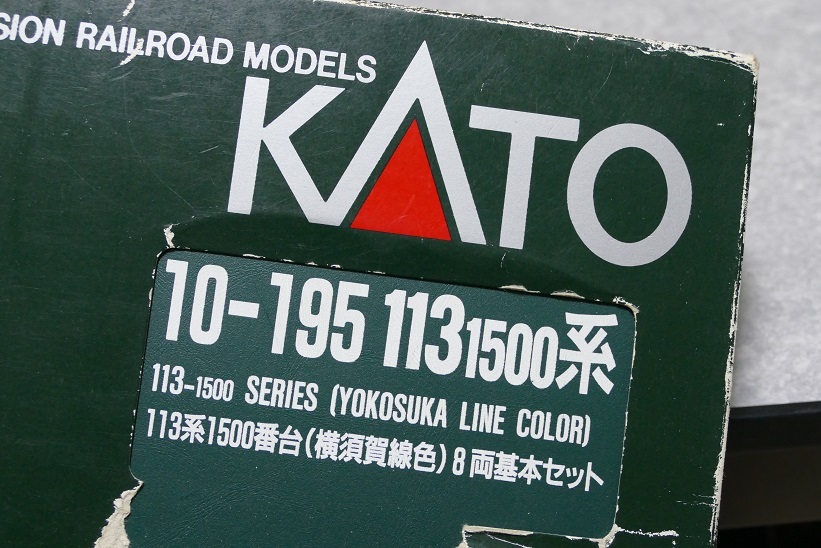 SION RAILROAD MODELS
KATO
10-195 113 1500系
113-1500 SERIES (YOKOSUKA LINE COLOR)
113系1500番台(横須賀線色)8両基本セット